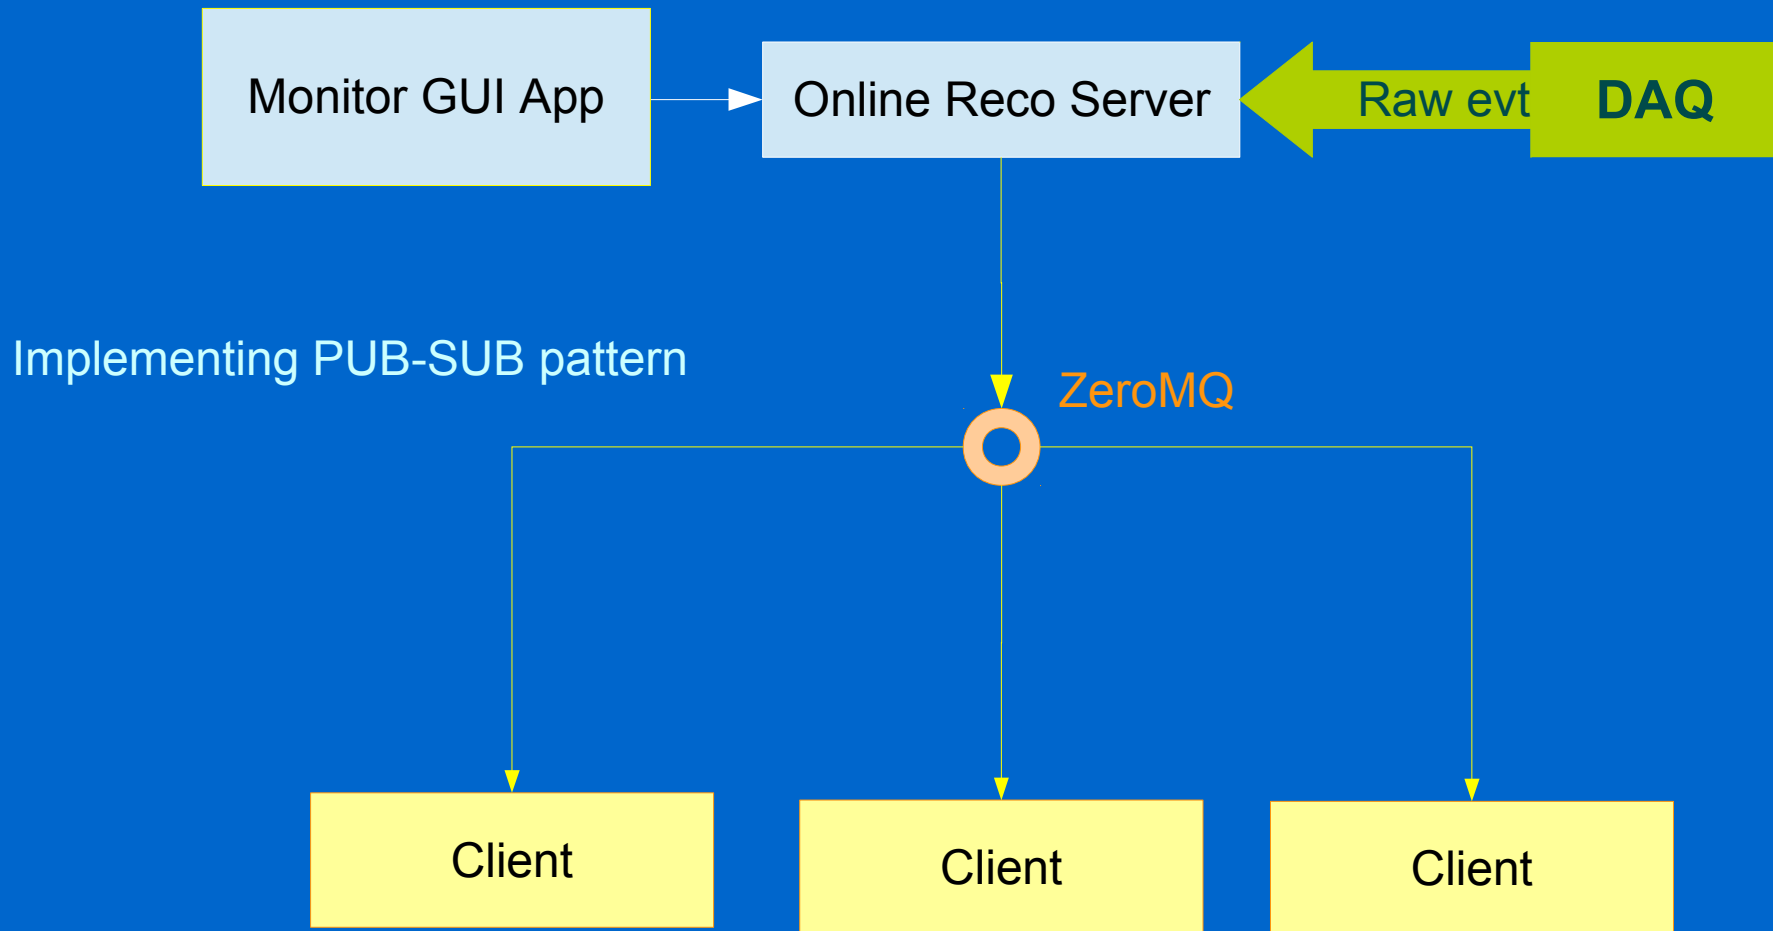 Monitor GUI App
Online Reco Server
Raw evt
DAQ
Implementing PUB-SUB pattern
ZeroMQ
Client
Client
Client